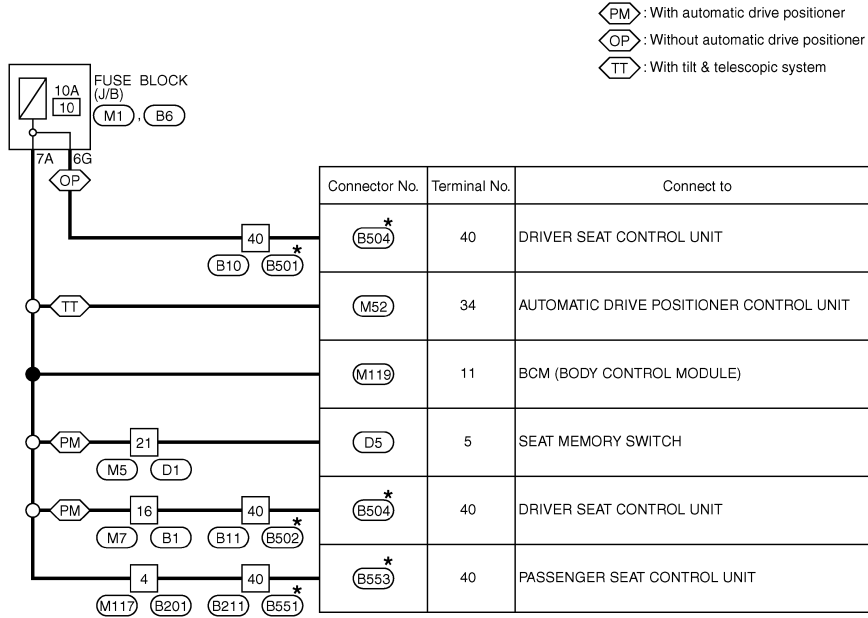 PM : With automatic drive positioner
OP : Without automatic drive positioner
TT : With tilt & telescopic system
10A
10
FUSE BLOCK
(J/B)
M1 , B6
7A 6G
OP
Connector No. Terminal No. Connect to
40 B504* 40 DRIVER SEAT CONTROL UNIT
B10 B501*
TT M52 34 AUTOMATIC DRIVE POSITIONER CONTROL UNIT
M119 11 BCM (BODY CONTROL MODULE)
PM 21 D5 5 SEAT MEMORY SWITCH
M5 D1
PM 16 40 B504* 40 DRIVER SEAT CONTROL UNIT
M7 B1 B11 B502*
4 40 B553* 40 PASSENGER SEAT CONTROL UNIT
M117 B201 B211 B551*